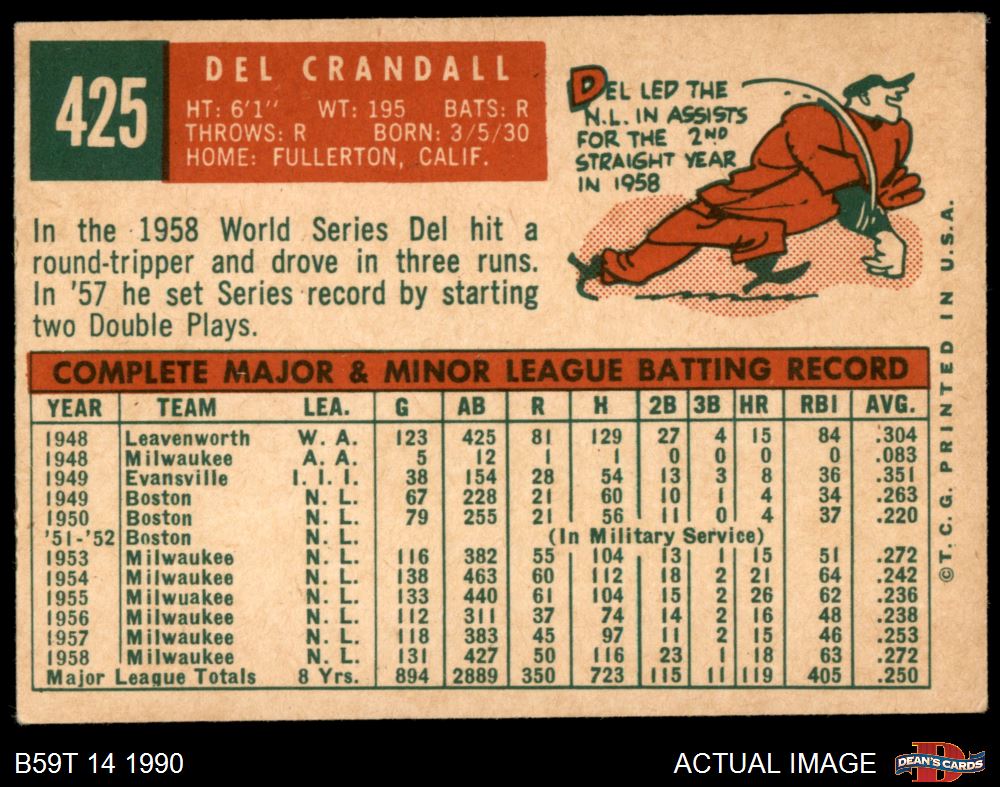 425
DEL CRANDALL
HT: 6'1" WT: 195 BATS: R
THROWS: R BORN: 3/5/30
HOME: FULLERTON, CALIF.
DEL LED THE
N.L. IN ASSISTS
FOR THE 2ND
STRAIGHT YEAR
IN 1958
In the 1958 World Series Del hit a
round-tripper and drove in three runs.
In '57 he set Series record by starting
two Double Plays.
COMPLETE MAJOR & MINOR LEAGUE BATTING RECORD
YEAR TEAM LEA. G AB R H 2B 3B HR RBI AVG.
1948 Leavenworth W. A. 123 425 81 129 27 4 15 84 .304
1948 Milwaukee A. A. 5 12 1 1 0 0 0 0 .083
1949 Evansville I. I. I. 38 154 28 54 13 3 8 36 .351
1949 Boston N. L. 67 228 21 60 10 1 4 34 .263
1950 Boston N. L. 79 255 21 56 11 0 4 37 .220
'51-'52 Boston N. L. (In Military Service)
1953 Milwaukee N. L. 116 382 55 104 13 1 15 51 .272
1954 Milwaukee N. L. 138 463 60 112 18 2 21 64 .242
1955 Milwuakee N. L. 133 440 61 104 15 2 26 62 .236
1956 Milwaukee N. L. 112 311 37 74 14 2 16 48 .238
1957 Milwaukee N. L. 118 383 45 97 11 2 15 46 .253
1958 Milwaukee N. L. 131 427 50 116 23 1 18 63 .272
Major League Totals 8 Yrs. 894 2889 350 723 115 11 119 405 .250
©T. C. G. PRINTED IN U.S.A.
B59T 14 1990
ACTUAL IMAGE
D
DEAN'S CARDS